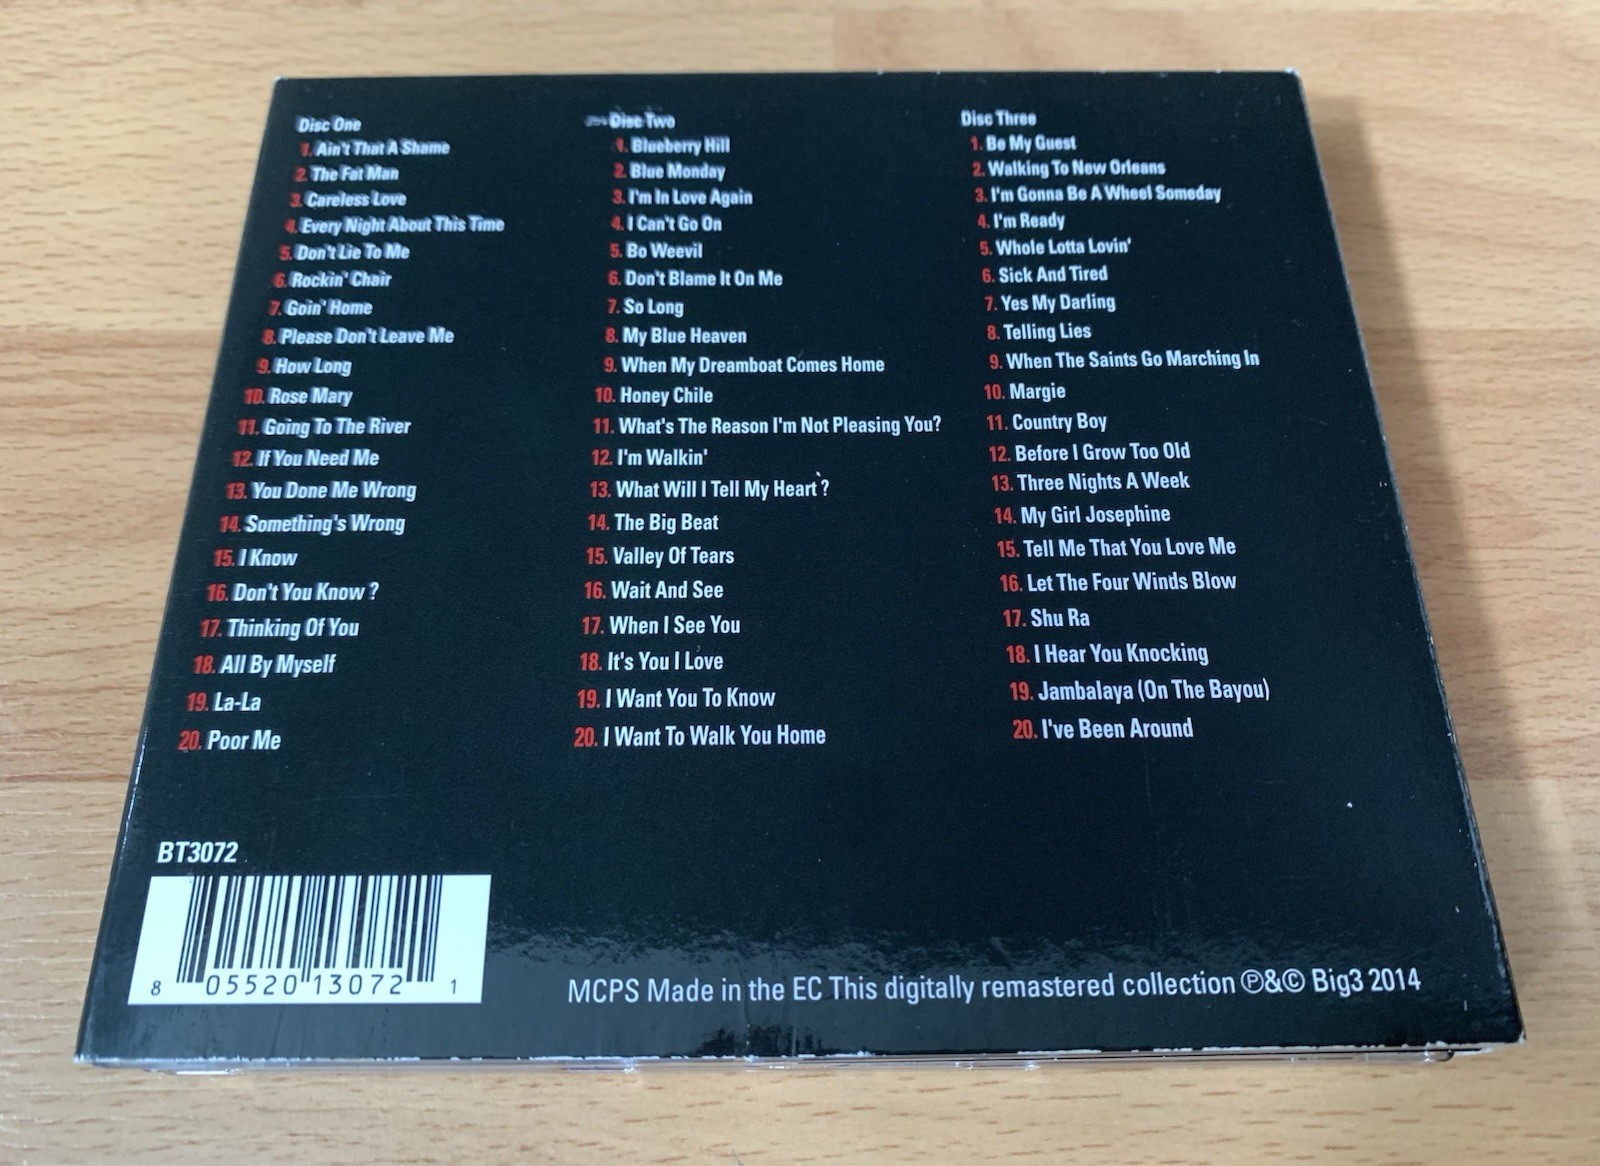 Disc One
1. Ain't That A Shame
2. The Fat Man
3. Careless Love
4. Every Night About This Time
5. Don't Lie To Me
6. Rockin' Chair
7. Goin' Home
8. Please Don't Leave Me
9. How Long
10. Rose Mary
11. Going To The River
12. If You Need Me
13. You Done Me Wrong
14. Something's Wrong
15. I Know
16. Don't You Know ?
17. Thinking Of You
18. All By Myself
19. La-La
20. Poor Me
Disc Two
1. Blueberry Hill
2. Blue Monday
3. I'm In Love Again
4. I Can't Go On
5. Bo Weevil
6. Don't Blame It On Me
7. So Long
8. My Blue Heaven
9. When My Dreamboat Comes Home
10. Honey Chile
11. What's The Reason I'm Not Pleasing You?
12. I'm Walkin'
13. What Will I Tell My Heart ?
14. The Big Beat
15. Valley Of Tears
16. Wait And See
17. When I See You
18. It's You I Love
19. I Want You To Know
20. I Want To Walk You Home
Disc Three
1. Be My Guest
2. Walking To New Orleans
3. I'm Gonna Be A Wheel Someday
4. I'm Ready
5. Whole Lotta Lovin'
6. Sick And Tired
7. Yes My Darling
8. Telling Lies
9. When The Saints Go Marching In
10. Margie
11. Country Boy
12. Before I Grow Too Old
13. Three Nights A Week
14. My Girl Josephine
15. Tell Me That You Love Me
16. Let The Four Winds Blow
17. Shu Ra
18. I Hear You Knocking
19. Jambalaya (On The Bayou)
20. I've Been Around
BT3072
8 05520 13072 1
MCPS Made in the EC This digitally remastered collection ℗&© Big3 2014